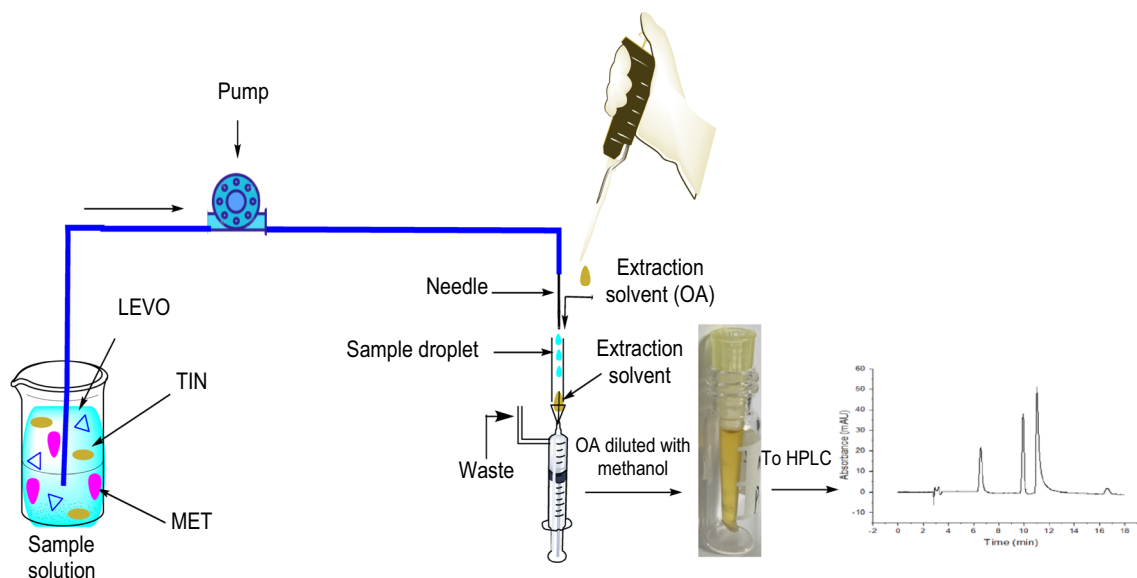 Pump
Needle
Extraction
solvent (OA)
LEVO
Sample droplet
Extraction
solvent
TIN
Waste
OA diluted with
methanol
To HPLC
MET
Sample
solution
Absorbance (mAU)
60
50
40
30
20
10
0
-10
-2 0 2 4 6 8 10 12 14 16 18
Time (min)